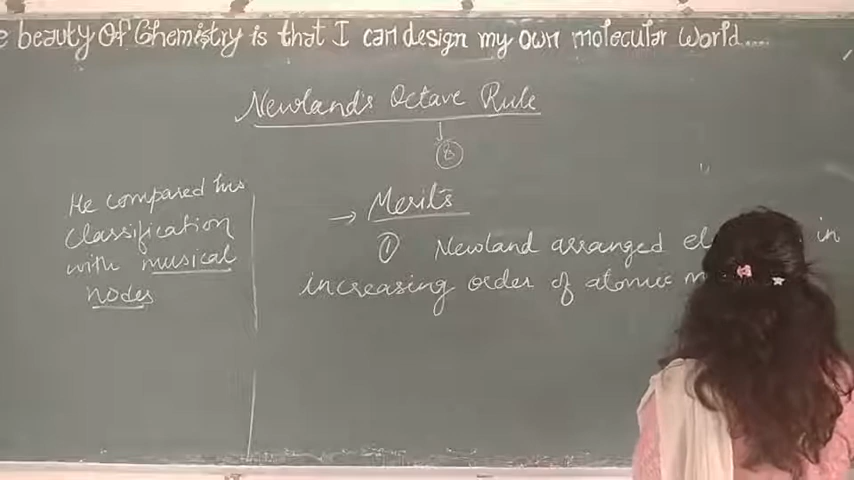 e beauty Of Chemistry is that I can design my own molecular world....
Newland's Octave Rule
8
He compared his
Classification
with musical
nodes
→ Merits
① Newland arranged el in
increasing order of atomic m